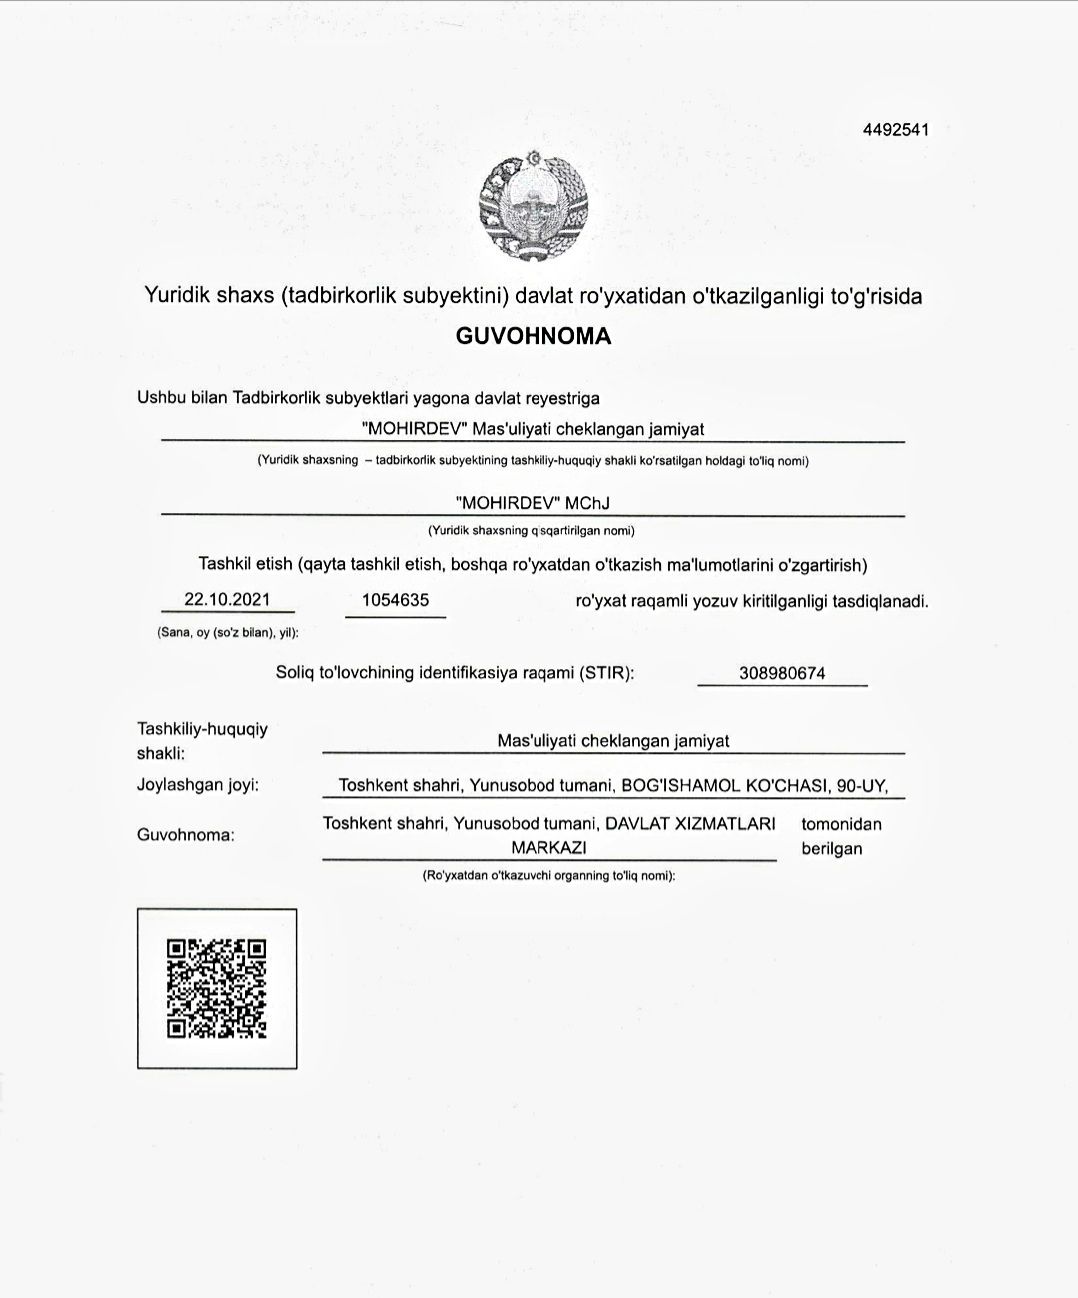 4492541
Yuridik shaxs (tadbirkorlik subyektini) davlat ro'yxatidan o'tkazilganligi to'g'risida
GUVOHNOMA
Ushbu bilan Tadbirkorlik subyektlari yagona davlat reyestriga
"MOHIRDEV" Mas'uliyati cheklangan jamiyat
(Yuridik shaxsning – tadbirkorlik subyektining tashkiliy-huquqiy shakli ko'rsatilgan holdagi to'liq nomi)
"MOHIRDEV" MChJ
(Yuridik shaxsning qisqartirilgan nomi)
Tashkil etish (qayta tashkil etish, boshqa ro'yxatdan o'tkazish ma'lumotlarini o'zgartirish)
22.10.2021 1054635 ro'yxat raqamli yozuv kiritilganligi tasdiqlanadi.
(Sana, oy (so'z bilan), yil):
Soliq to'lovchining identifikasiya raqami (STIR): 308980674
Tashkiliy-huquqiy
shakli: Mas'uliyati cheklangan jamiyat
Joylashgan joyi: Toshkent shahri, Yunusobod tumani, BOG'ISHAMOL KO'CHASI, 90-UY,
Guvohnoma: Toshkent shahri, Yunusobod tumani, DAVLAT XIZMATLARI tomonidan
MARKAZI berilgan
(Ro'yxatdan o'tkazuvchi organning to'liq nomi):